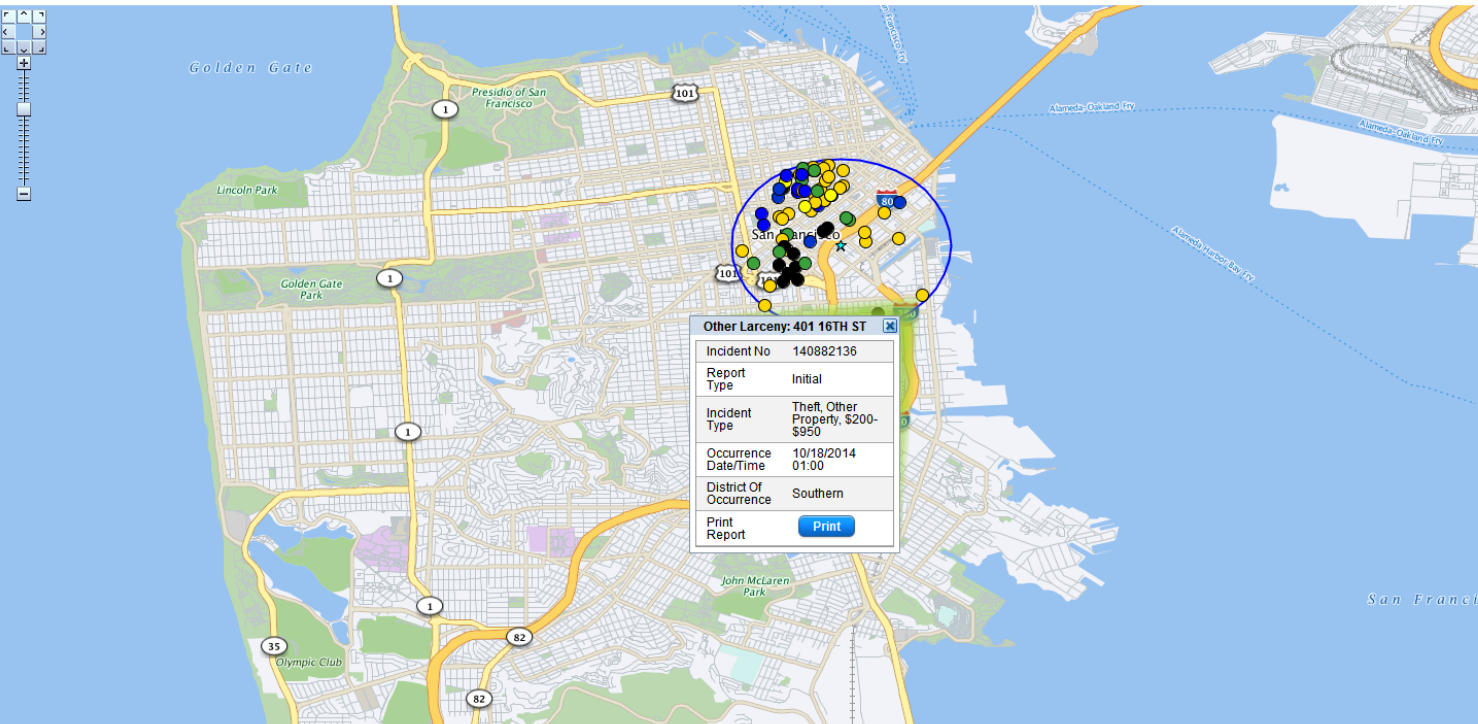 Golden Gate
Presidio of San
Francisco
101
1
Alameda-Oakland Fry
Alameda-Oakland Fry
Lincoln Park
80
San Francisco
Alameda Harbor Bay Fry
101
1
Golden Gate
Park
Other Larceny: 401 16TH ST
Incident No 140882136
Report
Type
Initial
Incident
Type
Theft, Other
Property, $200-
$950
Occurrence
Date/Time
10/18/2014
01:00
District Of
Occurrence
Southern
Print
Report
Print
1
John McLaren
Park
San Franci
1
82
35
Olympic Club
82